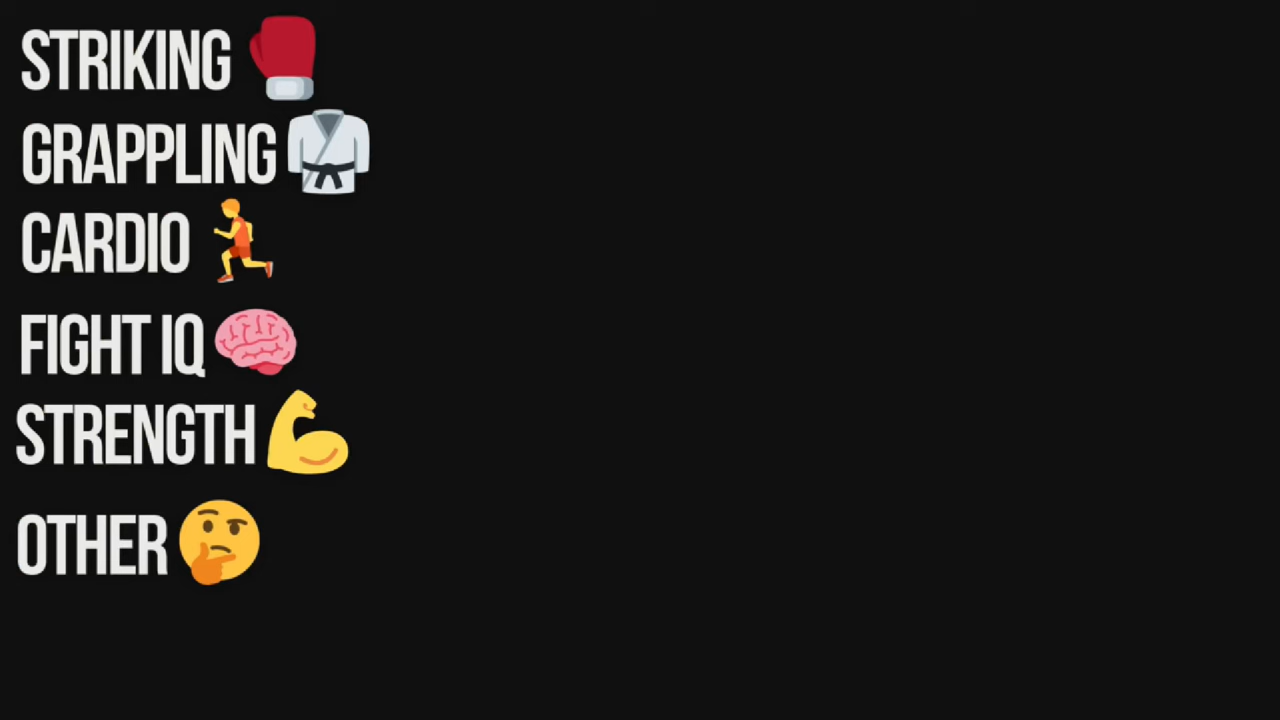 STRIKING
GRAPPLING
CARDIO
FIGHT IQ
STRENGTH
OTHER